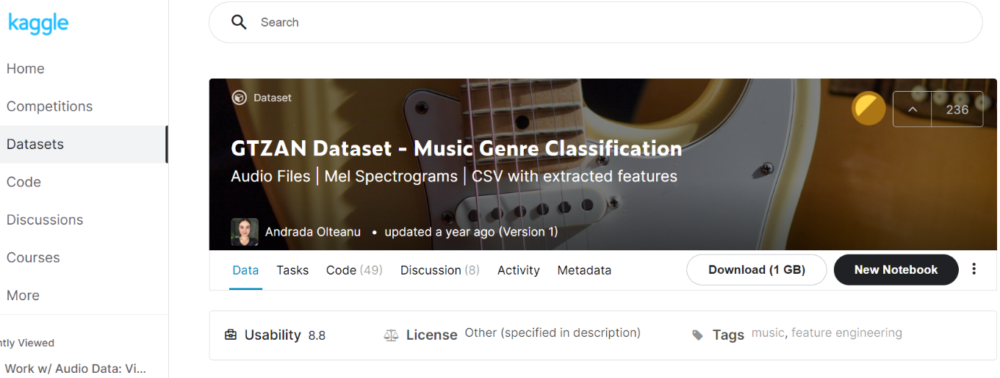 kaggle
Search
Home
Competitions
Datasets
Code
Discussions
Courses
More
ntly Viewed
Work w/ Audio Data: Vi...
Dataset
236
GTZAN Dataset - Music Genre Classification
Audio Files | Mel Spectrograms | CSV with extracted features
Andrada Olteanu • updated a year ago (Version 1)
Data Tasks Code (49) Discussion (8) Activity Metadata Download (1 GB) New Notebook
Usability 8.8 License Other (specified in description) Tags music, feature engineering